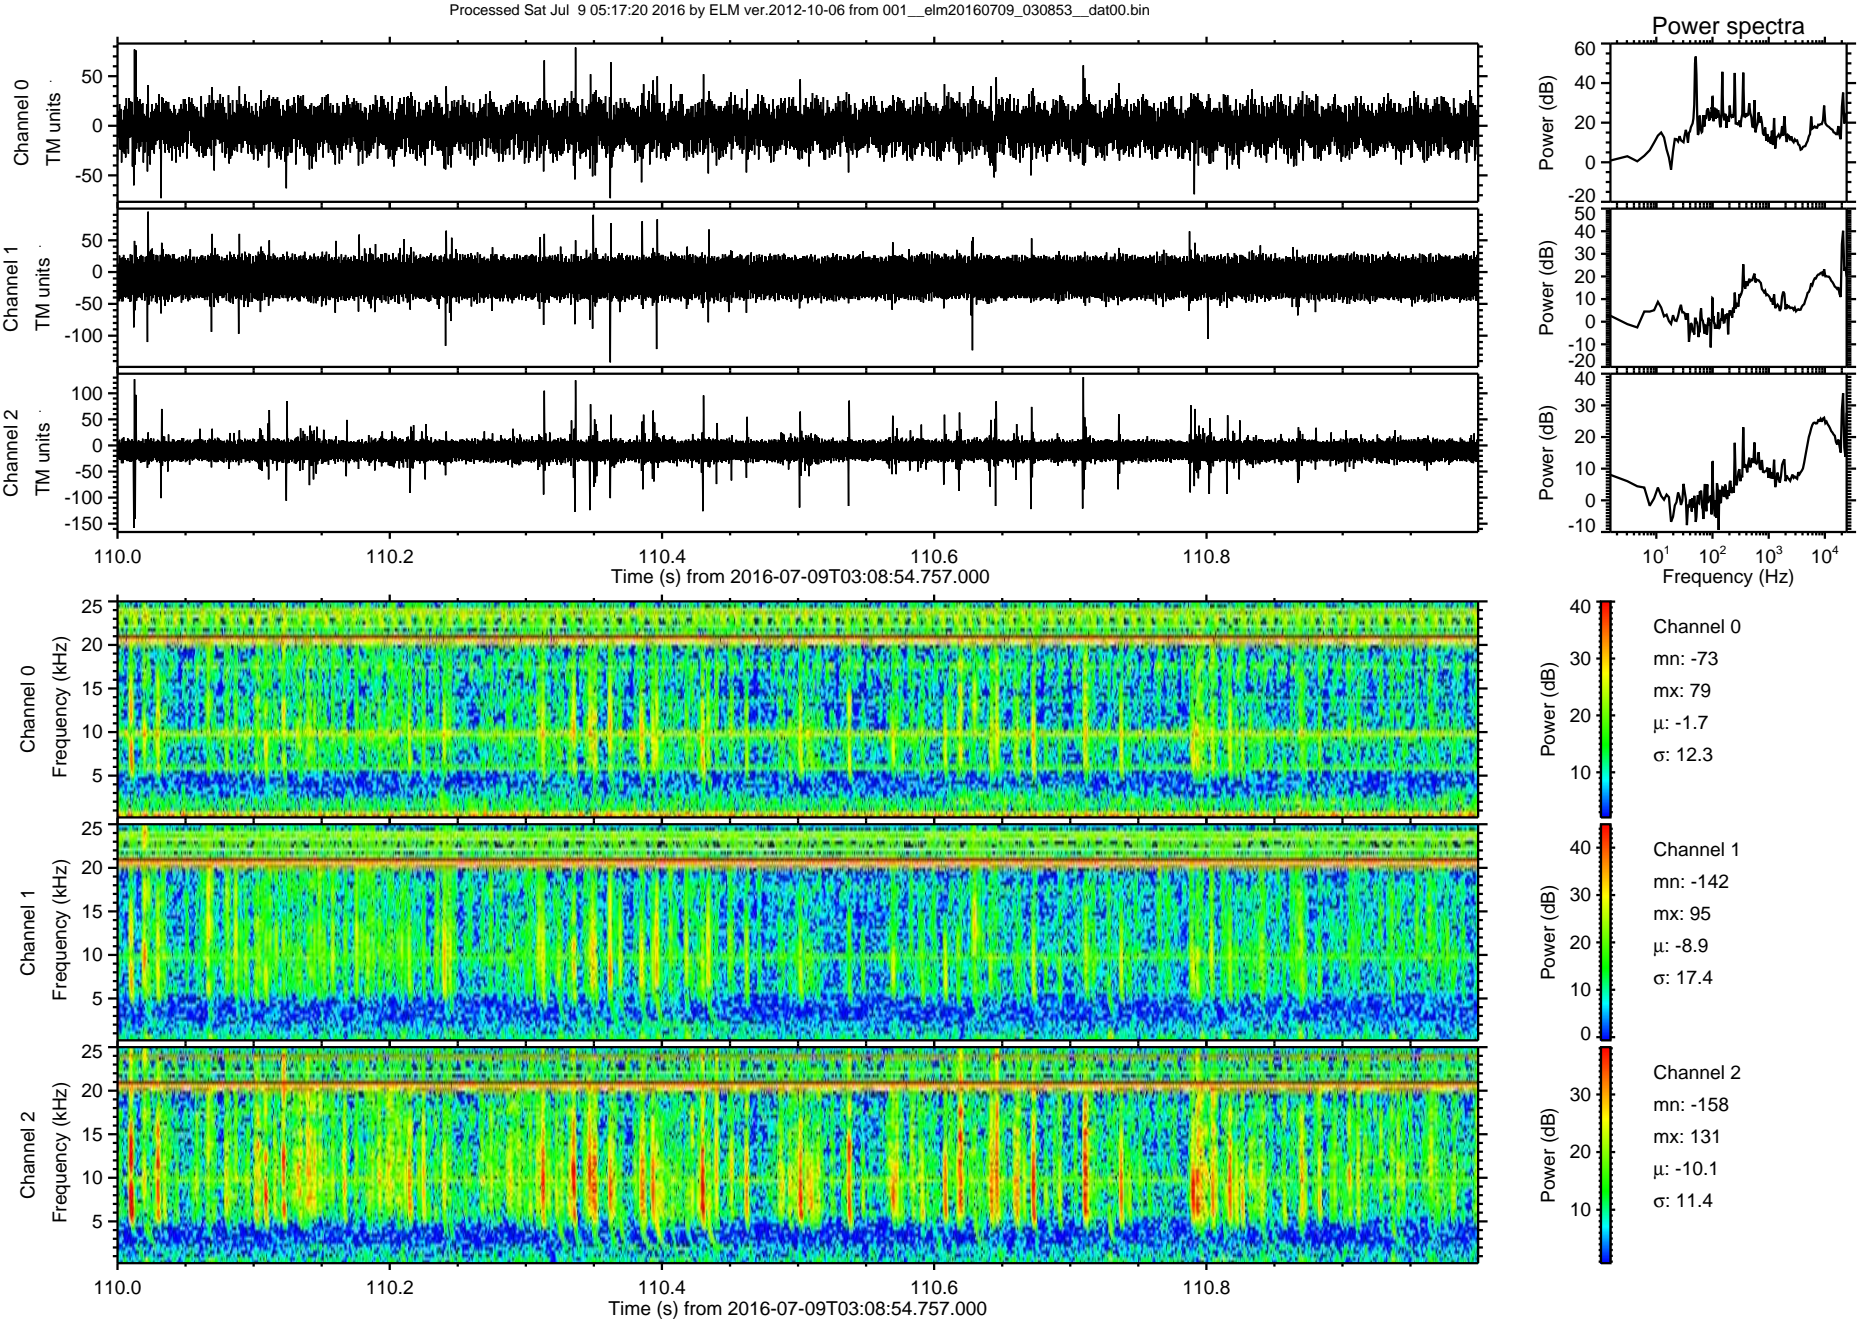 Processed Sat Jul 9 05:17:20 2016 by ELM ver.2012-10-06 from 001__elm20160709_030853__dat00.bin
Power spectra
Channel 0
TM units
50
0
-50
Power (dB)
60
40
20
0
-20
Channel 1
TM units
50
0
-50
-100
Power (dB)
50
40
30
20
10
0
-10
-20
Channel 2
TM units
100
50
0
-50
-100
-150
Power (dB)
40
30
20
10
0
-10
110.0 110.2 110.4 110.6 110.8
Time (s) from 2016-07-09T03:08:54.757.000
10^1 10^2 10^3 10^4
Frequency (Hz)
Channel 0
Frequency (kHz)
25
20
15
10
5
Power (dB)
40
30
20
10
Channel 0
mn: -73
mx: 79
μ: -1.7
σ: 12.3
Channel 1
Frequency (kHz)
25
20
15
10
5
Power (dB)
40
30
20
10
0
Channel 1
mn: -142
mx: 95
μ: -8.9
σ: 17.4
Channel 2
Frequency (kHz)
25
20
15
10
5
Power (dB)
30
20
10
Channel 2
mn: -158
mx: 131
μ: -10.1
σ: 11.4
110.0 110.2 110.4 110.6 110.8
Time (s) from 2016-07-09T03:08:54.757.000